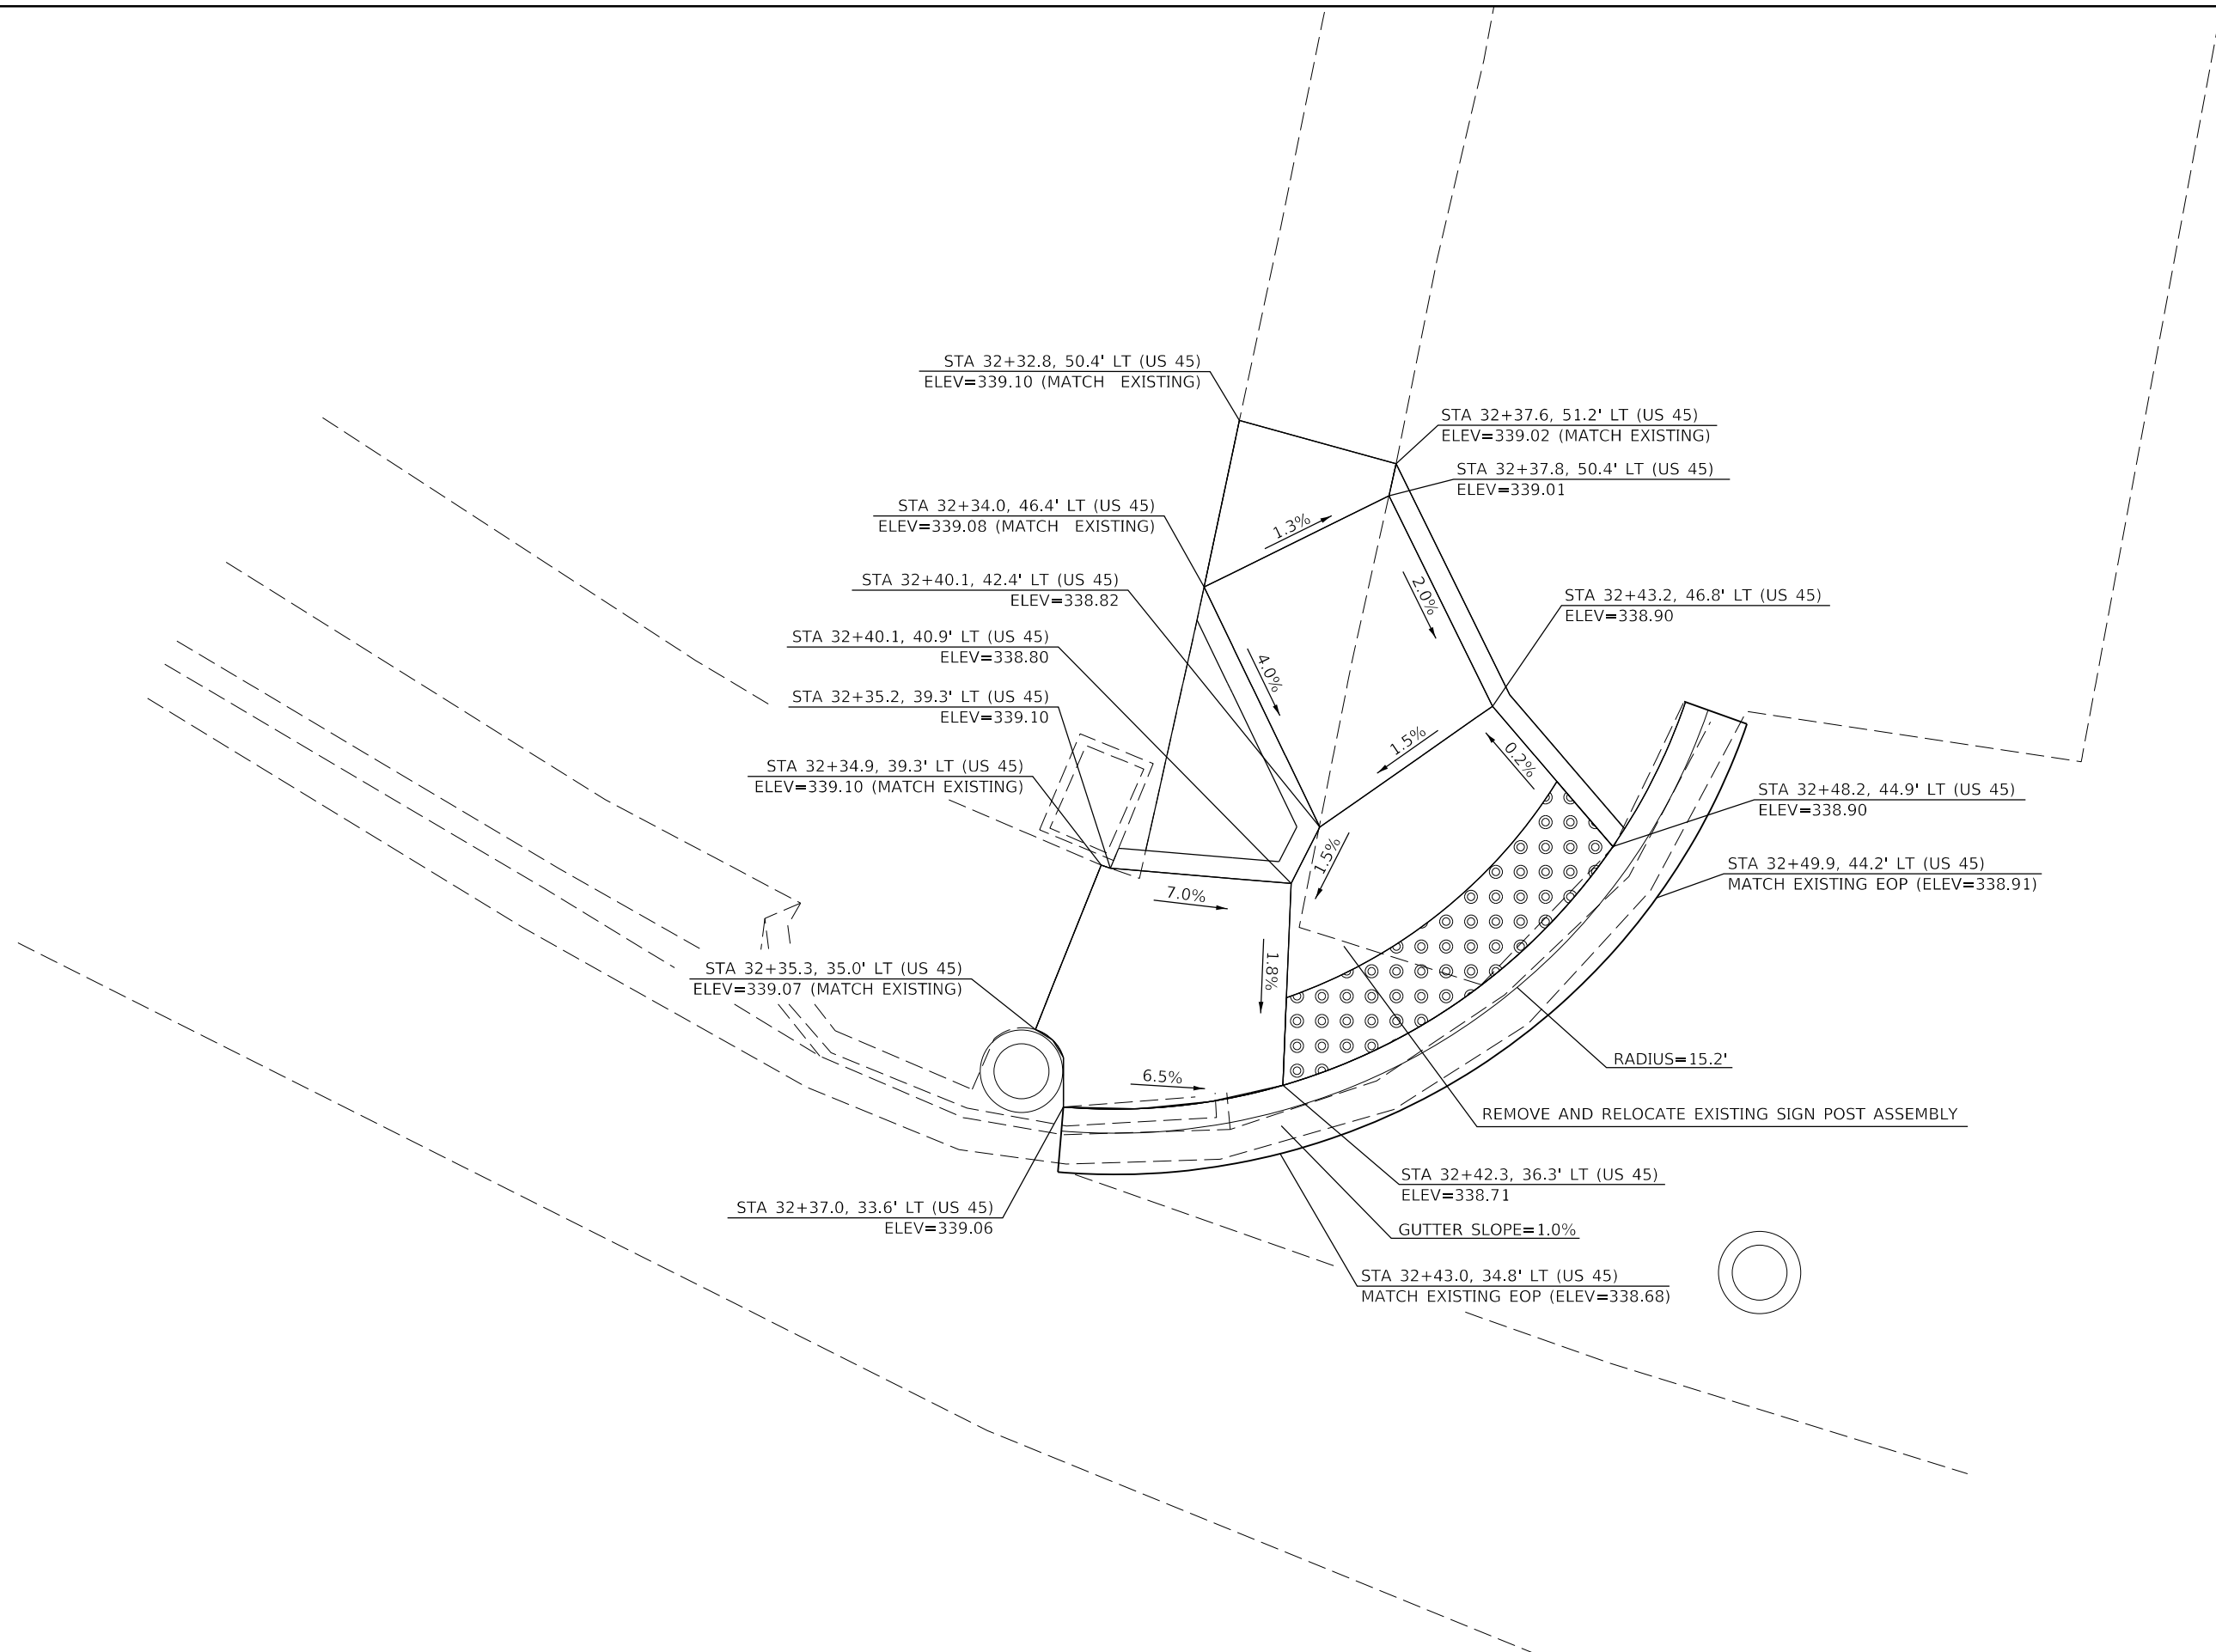 STA 32+32.8, 50.4' LT (US 45)
ELEV=339.10 (MATCH EXISTING)
STA 32+37.6, 51.2' LT (US 45)
ELEV=339.02 (MATCH EXISTING)
STA 32+37.8, 50.4' LT (US 45)
ELEV=339.01
STA 32+34.0, 46.4' LT (US 45)
ELEV=339.08 (MATCH EXISTING)
1.3%
STA 32+40.1, 42.4' LT (US 45)
ELEV=338.82
2.0%
STA 32+43.2, 46.8' LT (US 45)
ELEV=338.90
STA 32+40.1, 40.9' LT (US 45)
ELEV=338.80
4.0%
STA 32+35.2, 39.3' LT (US 45)
ELEV=339.10
1.5%
0.2%
STA 32+34.9, 39.3' LT (US 45)
ELEV=339.10 (MATCH EXISTING)
STA 32+48.2, 44.9' LT (US 45)
ELEV=338.90
1.5%
STA 32+49.9, 44.2' LT (US 45)
MATCH EXISTING EOP (ELEV=338.91)
7.0%
STA 32+35.3, 35.0' LT (US 45)
ELEV=339.07 (MATCH EXISTING)
1.8%
RADIUS=15.2'
6.5%
REMOVE AND RELOCATE EXISTING SIGN POST ASSEMBLY
STA 32+42.3, 36.3' LT (US 45)
ELEV=338.71
STA 32+37.0, 33.6' LT (US 45)
ELEV=339.06
GUTTER SLOPE=1.0%
STA 32+43.0, 34.8' LT (US 45)
MATCH EXISTING EOP (ELEV=338.68)